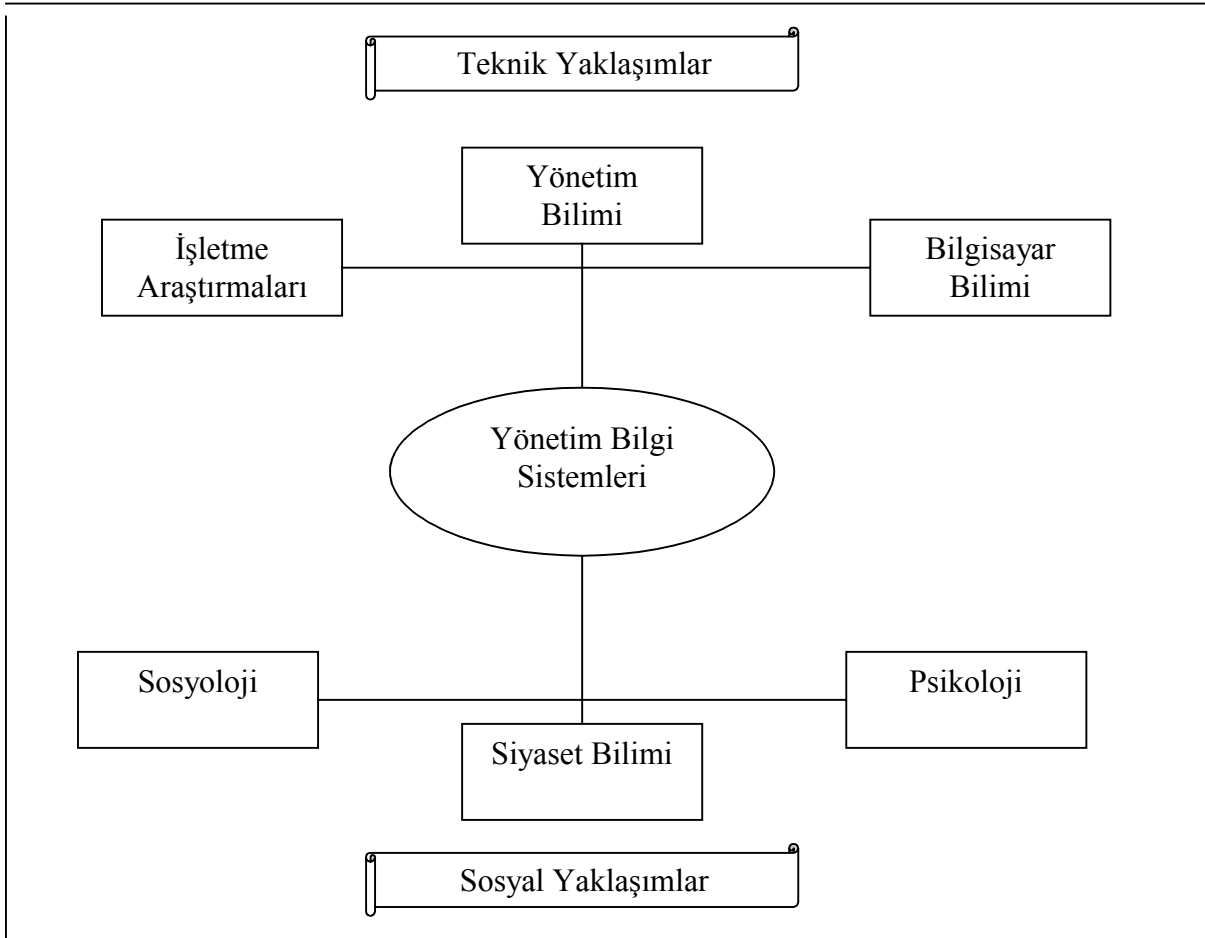 Teknik Yaklaşımlar
Yönetim
Bilimi
İşletme
Araştırmaları
Bilgisayar
Bilimi
Yönetim Bilgi
Sistemleri
Sosyoloji
Psikoloji
Siyaset Bilimi
Sosyal Yaklaşımlar